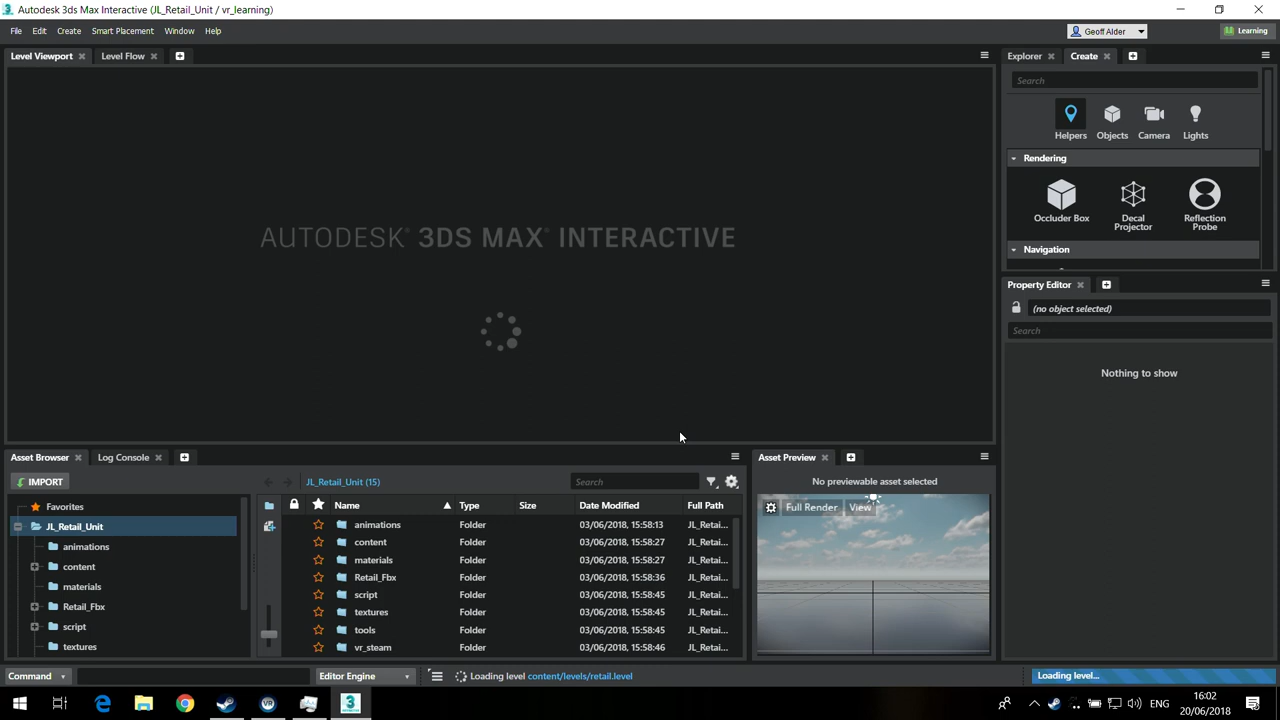 Autodesk 3ds Max Interactive (JL_Retail_Unit / vr_learning)
File Edit Create Smart Placement Window Help
Geoff Alder
Learning
Level Viewport
Level Flow
Explorer
Create
Search
Helpers Objects Camera Lights
Rendering
Occluder Box
Decal Projector
Reflection Probe
Navigation
AUTODESK® 3DS MAX® INTERACTIVE
Property Editor
(no object selected)
Search
Nothing to show
Asset Browser
Log Console
IMPORT
JL_Retail_Unit (15)
Search
Favorites
JL_Retail_Unit
animations
content
materials
Retail_Fbx
script
textures
Name Type Size Date Modified Full Path
animations Folder 03/06/2018, 15:58:13 JL_Retai...
content Folder 03/06/2018, 15:58:27 JL_Retai...
materials Folder 03/06/2018, 15:58:27 JL_Retai...
Retail_Fbx Folder 03/06/2018, 15:58:36 JL_Retai...
script Folder 03/06/2018, 15:58:45 JL_Retai...
textures Folder 03/06/2018, 15:58:45 JL_Retai...
tools Folder 03/06/2018, 15:58:45 JL_Retai...
vr_steam Folder 03/06/2018, 15:58:46 JL_Retai...
Asset Preview
No previewable asset selected
Full Render View
Command
Editor Engine
Loading level content/levels/retail.level
Loading level...
ENG
16:02
20/06/2018